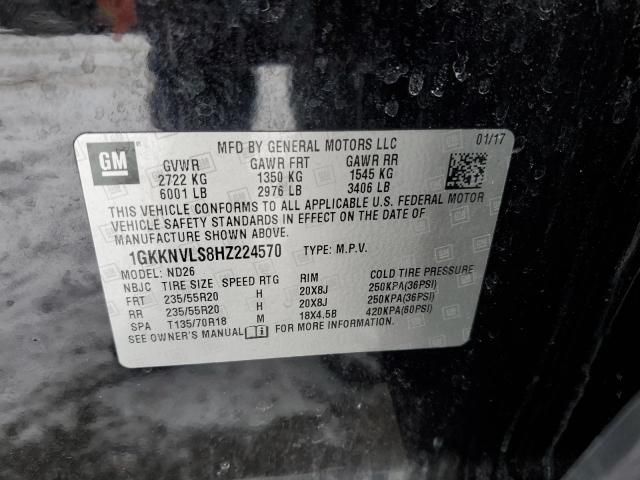 GM
MFD BY GENERAL MOTORS LLC 01/17
GVWR GAWR FRT GAWR RR
2722 KG 1350 KG 1545 KG
6001 LB 2976 LB 3406 LB
THIS VEHICLE CONFORMS TO ALL APPLICABLE U.S. FEDERAL MOTOR
VEHICLE SAFETY STANDARDS IN EFFECT ON THE DATE OF
MANUFACTURE SHOWN ABOVE.
1GKKNVLS8HZ224570 TYPE: M.P.V.
MODEL: ND26
NBJC TIRE SIZE SPEED RTG RIM COLD TIRE PRESSURE
FRT 235/55R20 H 20X8J 250KPA(36PSI)
RR 235/55R20 H 20X8J 250KPA(36PSI)
SPA T135/70R18 M 18X4.5B 420KPA(60PSI)
SEE OWNER'S MANUAL FOR MORE INFORMATION